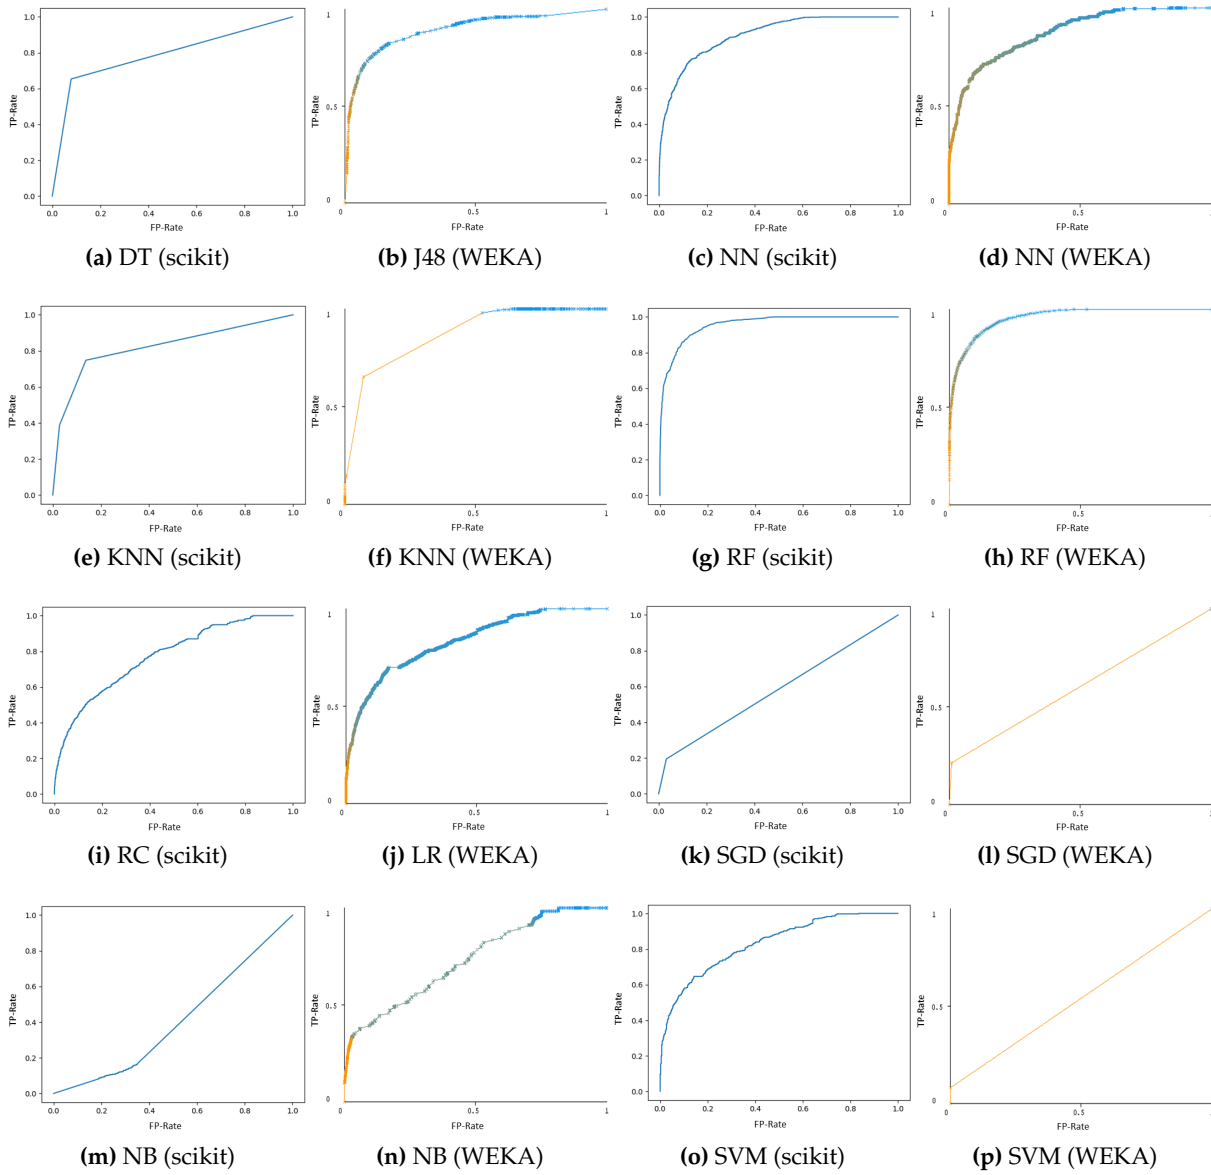 1.0
0.8
0.6
0.4
0.2
0.0
TP-Rate
0.0 0.2 0.4 0.6 0.8 1.0
FP-Rate
(a) DT (scikit)
1
0.5
0
TP-Rate
0 0.5 1
FP-Rate
(b) J48 (WEKA)
1.0
0.8
0.6
0.4
0.2
0.0
TP-Rate
0.0 0.2 0.4 0.6 0.8 1.0
FP-Rate
(c) NN (scikit)
1
0.5
0
TP-Rate
0 0.5 1
FP-Rate
(d) NN (WEKA)
1.0
0.8
0.6
0.4
0.2
0.0
TP-Rate
0.0 0.2 0.4 0.6 0.8 1.0
FP-Rate
(e) KNN (scikit)
1
0.5
0
TP-Rate
0 0.5 1
FP-Rate
(f) KNN (WEKA)
1.0
0.8
0.6
0.4
0.2
0.0
TP-Rate
0.0 0.2 0.4 0.6 0.8 1.0
FP-Rate
(g) RF (scikit)
1
0.5
0
TP-Rate
0 0.5 1
FP-Rate
(h) RF (WEKA)
1.0
0.8
0.6
0.4
0.2
0.0
TP-Rate
0.0 0.2 0.4 0.6 0.8 1.0
FP-Rate
(i) RC (scikit)
1
0.5
0
TP-Rate
0 0.5 1
FP-Rate
(j) LR (WEKA)
1.0
0.8
0.6
0.4
0.2
0.0
TP-Rate
0.0 0.2 0.4 0.6 0.8 1.0
FP-Rate
(k) SGD (scikit)
1
0.5
0
TP-Rate
0 0.5 1
FP-Rate
(l) SGD (WEKA)
1.0
0.8
0.6
0.4
0.2
0.0
TP-Rate
0.0 0.2 0.4 0.6 0.8 1.0
FP-Rate
(m) NB (scikit)
1
0.5
0
TP-Rate
0 0.5 1
FP-Rate
(n) NB (WEKA)
1.0
0.8
0.6
0.4
0.2
0.0
TP-Rate
0.0 0.2 0.4 0.6 0.8 1.0
FP-Rate
(o) SVM (scikit)
1
0.5
0
TP-Rate
0 0.5 1
FP-Rate
(p) SVM (WEKA)